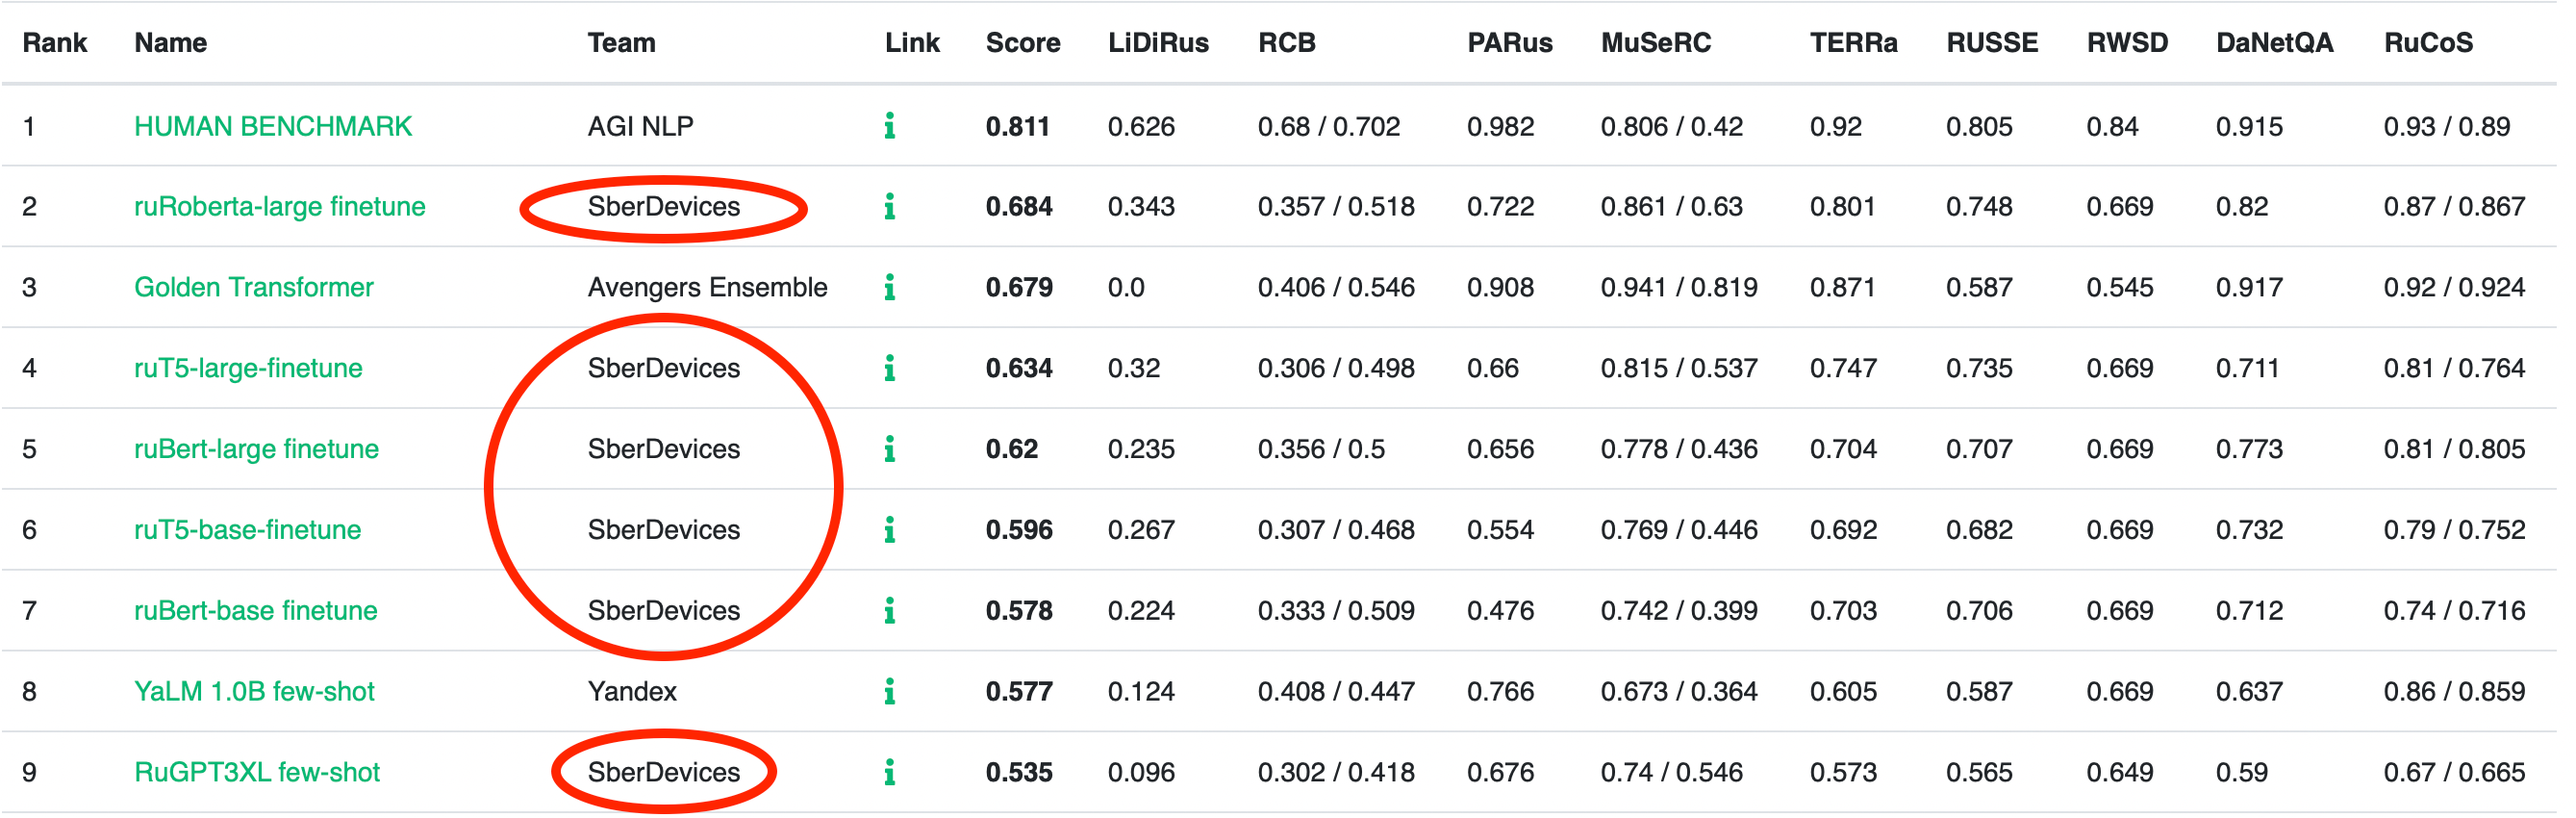 Rank Name Team Link Score LiDiRus RCB PARus MuSeRC TERRa RUSSE RWSD DaNetQA RuCoS
1 HUMAN BENCHMARK AGI NLP i 0.811 0.626 0.68 / 0.702 0.982 0.806 / 0.42 0.92 0.805 0.84 0.915 0.93 / 0.89
2 ruRoberta-large finetune SberDevices i 0.684 0.343 0.357 / 0.518 0.722 0.861 / 0.63 0.801 0.748 0.669 0.82 0.87 / 0.867
3 Golden Transformer Avengers Ensemble i 0.679 0.0 0.406 / 0.546 0.908 0.941 / 0.819 0.871 0.587 0.545 0.917 0.92 / 0.924
4 ruT5-large-finetune SberDevices i 0.634 0.32 0.306 / 0.498 0.66 0.815 / 0.537 0.747 0.735 0.669 0.711 0.81 / 0.764
5 ruBert-large finetune SberDevices i 0.62 0.235 0.356 / 0.5 0.656 0.778 / 0.436 0.704 0.707 0.669 0.773 0.81 / 0.805
6 ruT5-base-finetune SberDevices i 0.596 0.267 0.307 / 0.468 0.554 0.769 / 0.446 0.692 0.682 0.669 0.732 0.79 / 0.752
7 ruBert-base finetune SberDevices i 0.578 0.224 0.333 / 0.509 0.476 0.742 / 0.399 0.703 0.706 0.669 0.712 0.74 / 0.716
8 YaLM 1.0B few-shot Yandex i 0.577 0.124 0.408 / 0.447 0.766 0.673 / 0.364 0.605 0.587 0.669 0.637 0.86 / 0.859
9 RuGPT3XL few-shot SberDevices i 0.535 0.096 0.302 / 0.418 0.676 0.74 / 0.546 0.573 0.565 0.649 0.59 0.67 / 0.665